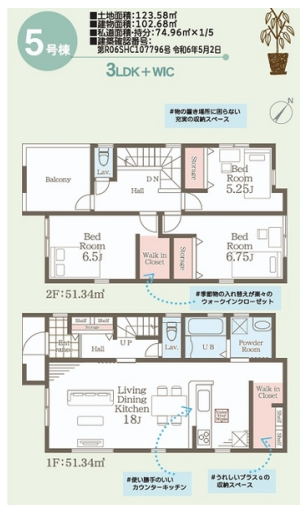 5号棟
■土地面積:123.58㎡
■建物面積:102.68㎡
■私道面積・持分:74.96㎡×1/5
■建築確認番号:
第R06SHC107796号 令和6年5月2日
3LDK+WIC
#物の置き場所に困らない
充実の収納スペース
Balcony
Lav.
DN
Hall
Storage
Bed
Room
5.25J
Bed
Room
6.5J
Walk in
Closet
Storage
Bed
Room
6.75J
2F:51.34㎡
#季節物の入れ替えが楽々の
ウォークインクローゼット
Shelf
Shelf
Storage
Entrance
Hall
UP
Lav.
UB
Powder
Room
Living
Dining
Kitchen
18J
Walk in
Closet
1F:51.34㎡
#使い勝手のいい
カウンターキッチン
#うれしいプラスαの
収納スペース